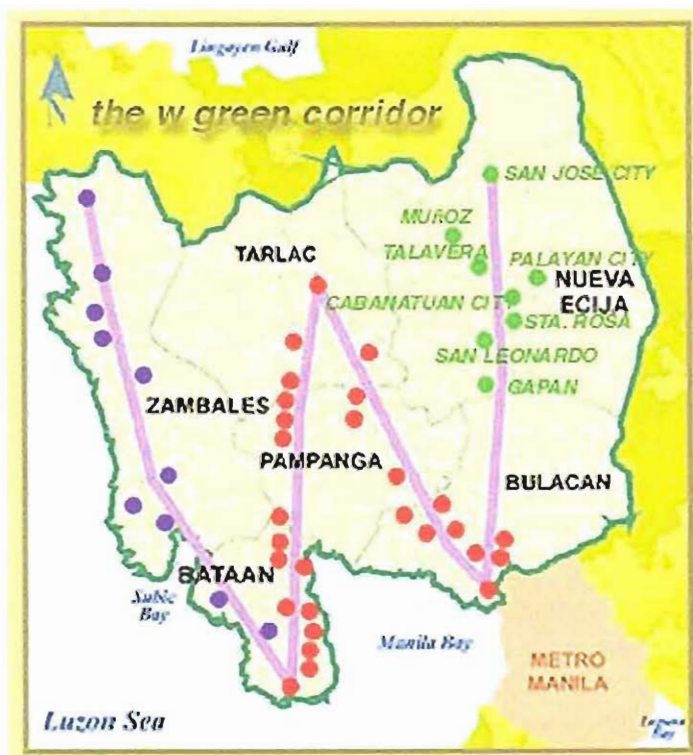 Lingayen Gulf
the w green corridor
SAN JOSE CITY
MUÑOZ
TARLAC
TALAVERA
PALAYAN CITY
NUEVA
ECIJA
CABANATUAN CITY
STA. ROSA
SAN LEONARDO
ZAMBALES
GAPAN
PAMPANGA
BULACAN
BATAAN
Subic
Bay
Manila Bay
METRO
MANILA
Luzon Sea
Laguna
Bay